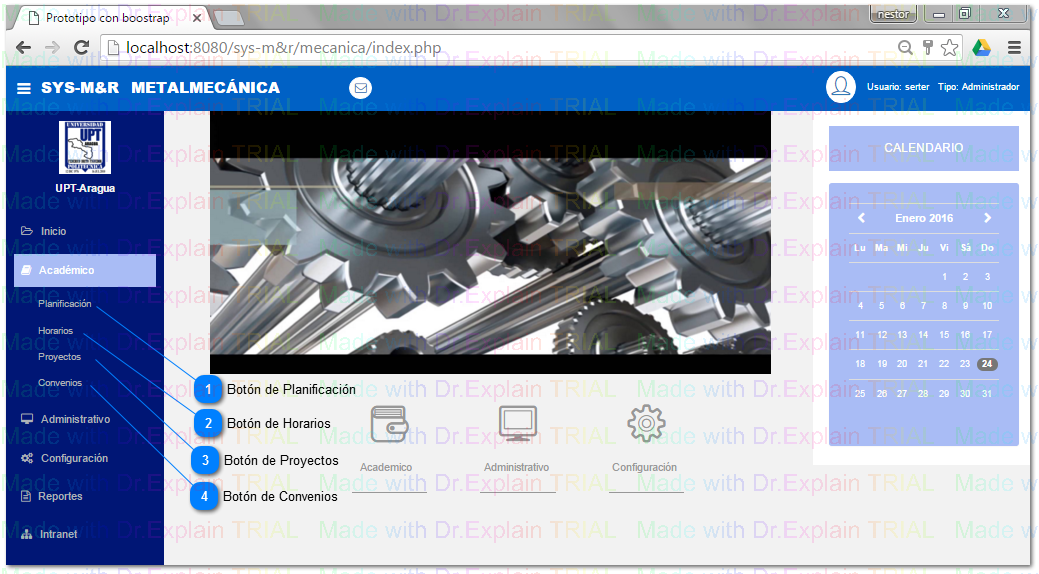 Prototipo con boostrap
nestor
localhost:8080/sys-m&r/mecanica/index.php
SYS-M&R METALMECÁNICA
Usuario: serter Tipo: Administrador
UNIVERSIDAD
UPT
ARAGUA
POLITECNICA
UPT-Aragua
Inicio
Académico
Planificación
Horarios
Proyectos
Convenios
Administrativo
Configuración
Reportes
Intranet
1 Botón de Planificación
2 Botón de Horarios
3 Botón de Proyectos
4 Botón de Convenios
Academico
Administrativo
Configuración
CALENDARIO
Enero 2016
Lu Ma Mi Ju Vi Sá Do
1 2 3
4 5 6 7 8 9 10
11 12 13 14 15 16 17
18 19 20 21 22 23 24
25 26 27 28 29 30 31
Made with Dr.Explain TRIAL